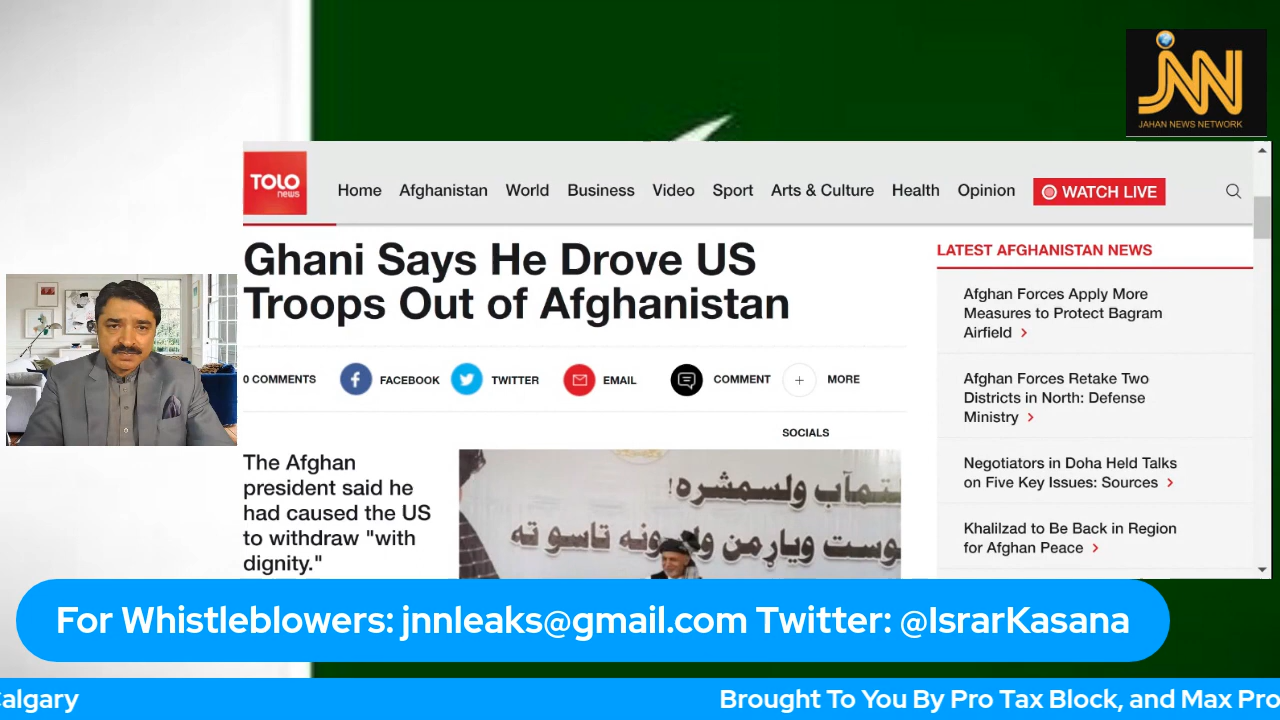 JNN
JAHAN NEWS NETWORK
TOLO
news
Home Afghanistan World Business Video Sport Arts & Culture Health Opinion WATCH LIVE
Ghani Says He Drove US
Troops Out of Afghanistan
0 COMMENTS FACEBOOK TWITTER EMAIL COMMENT MORE
SOCIALS
The Afghan
president said he
had caused the US
to withdraw "with
dignity."
ولسمشره!
LATEST AFGHANISTAN NEWS
Afghan Forces Apply More
Measures to Protect Bagram
Airfield
Afghan Forces Retake Two
Districts in North: Defense
Ministry
Negotiators in Doha Held Talks
on Five Key Issues: Sources
Khalilzad to Be Back in Region
for Afghan Peace
For Whistleblowers: jnnleaks@gmail.com Twitter: @IsrarKasana
algary Brought To You By Pro Tax Block, and Max Pro